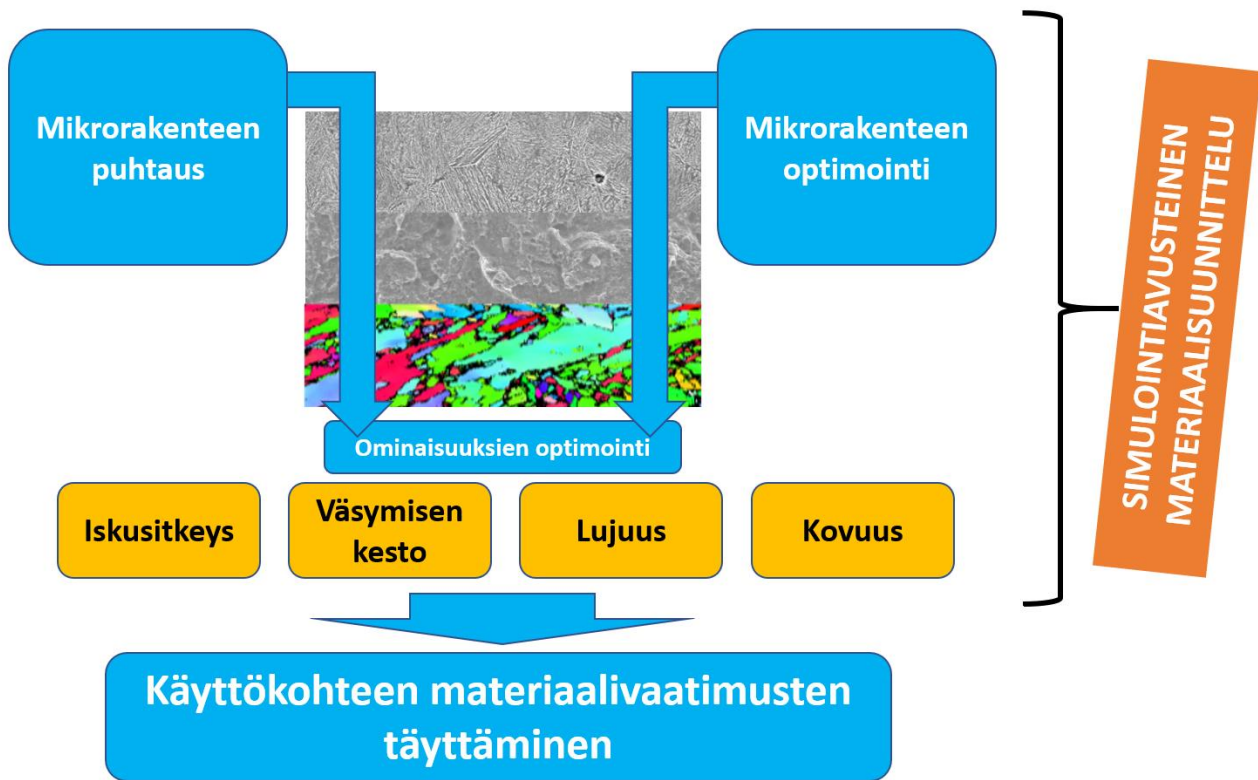 Mikrorakenteen
puhtaus
Mikrorakenteen
optimointi
Ominaisuuksien optimointi
Iskusitkeys
Väsymisen
kesto
Lujuus
Kovuus
Käyttökohteen materiaalivaatimusten
täyttäminen
SIMULOINTIAVUSTEINEN
MATERIAALISUUNNITTELU